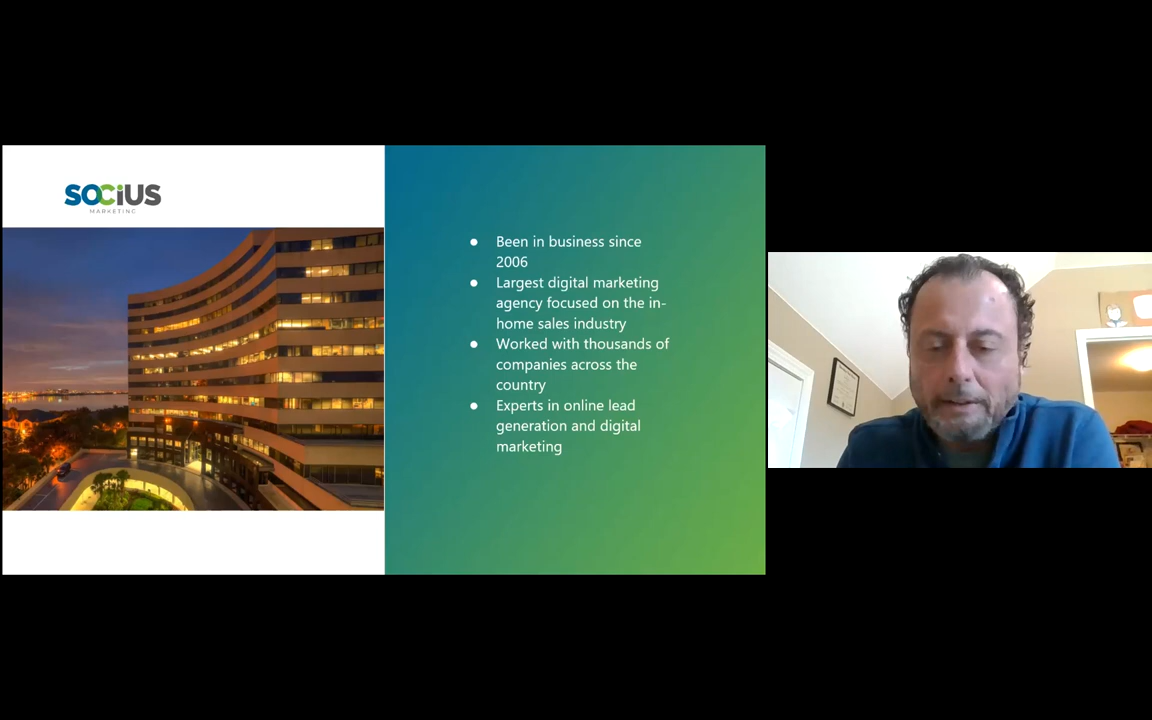 SOCiUS
MARKETING
● Been in business since
2006
● Largest digital marketing
agency focused on the in-
home sales industry
● Worked with thousands of
companies across the
country
● Experts in online lead
generation and digital
marketing